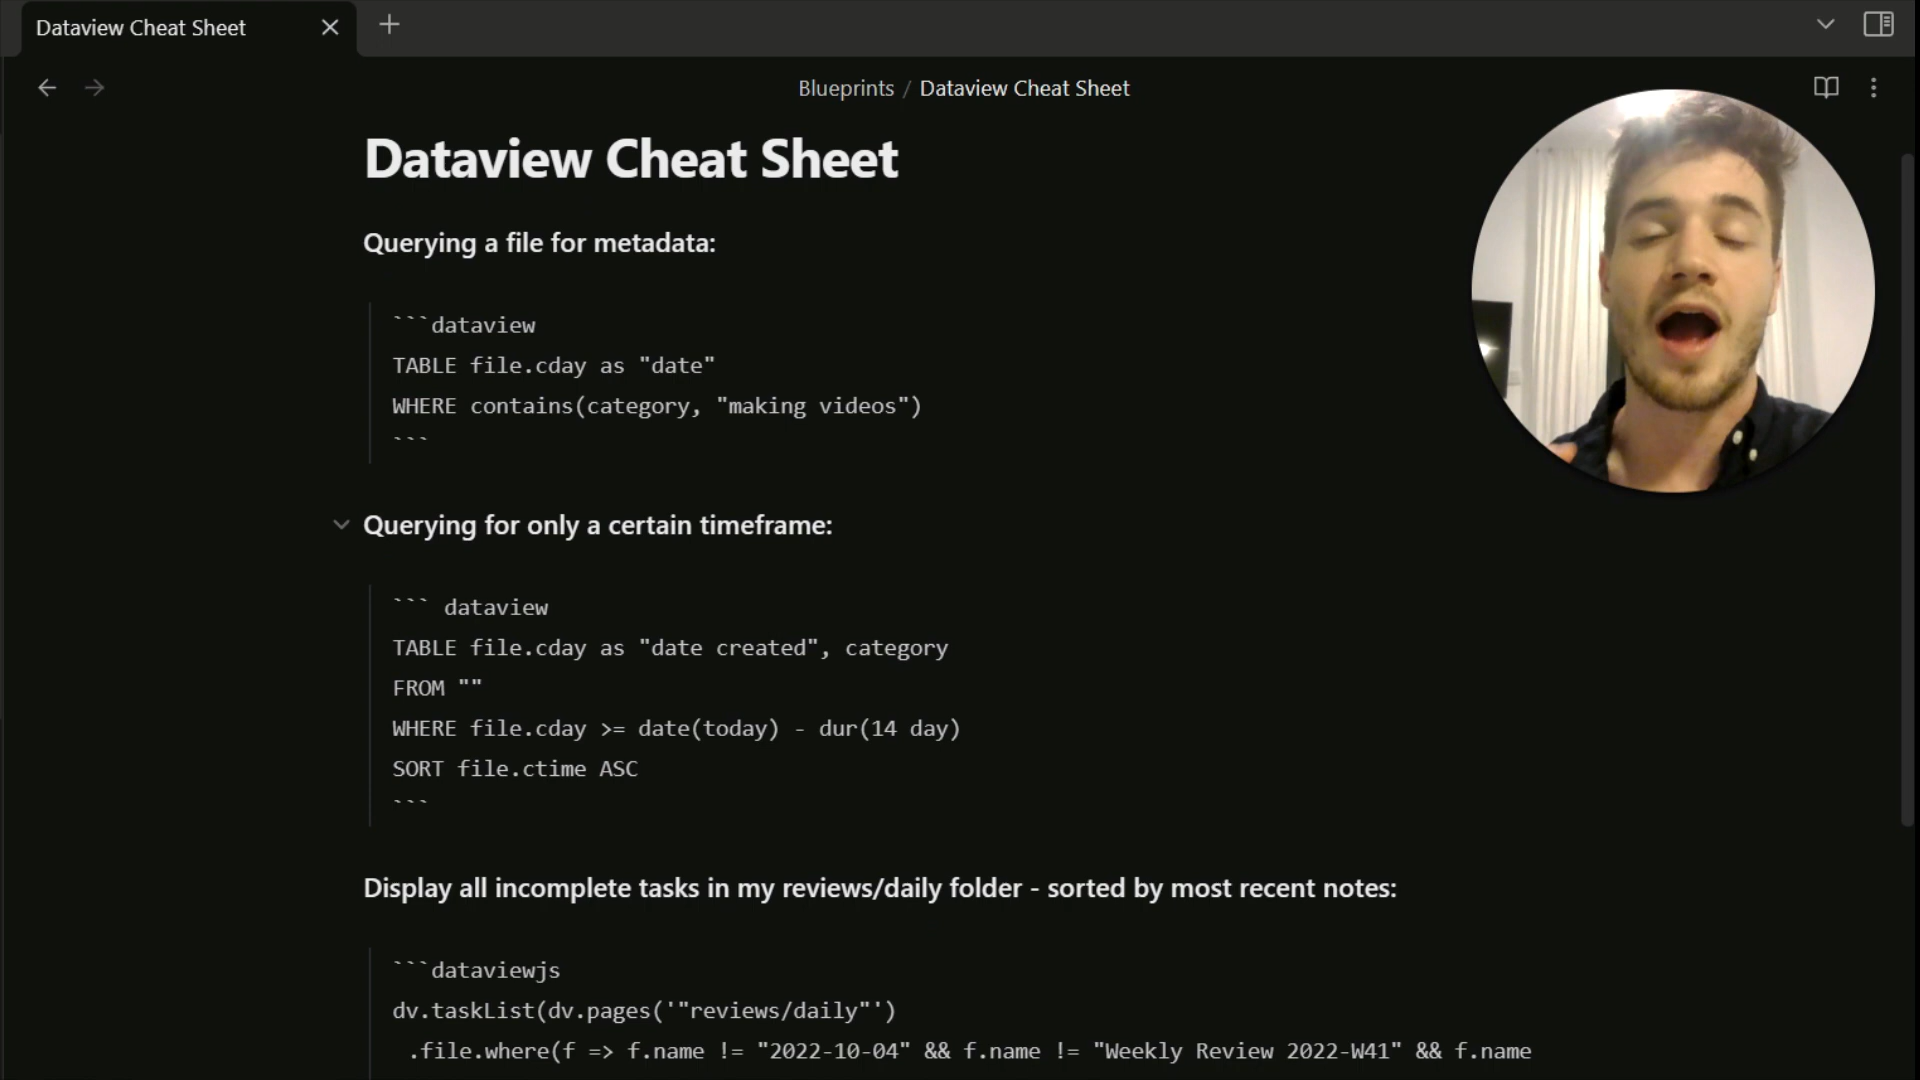 Dataview Cheat Sheet
Blueprints / Dataview Cheat Sheet
Dataview Cheat Sheet
Querying a file for metadata:
```dataview
TABLE file.cday as "date"
WHERE contains(category, "making videos")
```
Querying for only a certain timeframe:
``` dataview
TABLE file.cday as "date created", category
FROM ""
WHERE file.cday >= date(today) - dur(14 day)
SORT file.ctime ASC
```
Display all incomplete tasks in my reviews/daily folder - sorted by most recent notes:
```dataviewjs
dv.taskList(dv.pages('"reviews/daily"')
.file.where(f => f.name != "2022-10-04" && f.name != "Weekly Review 2022-W41" && f.name